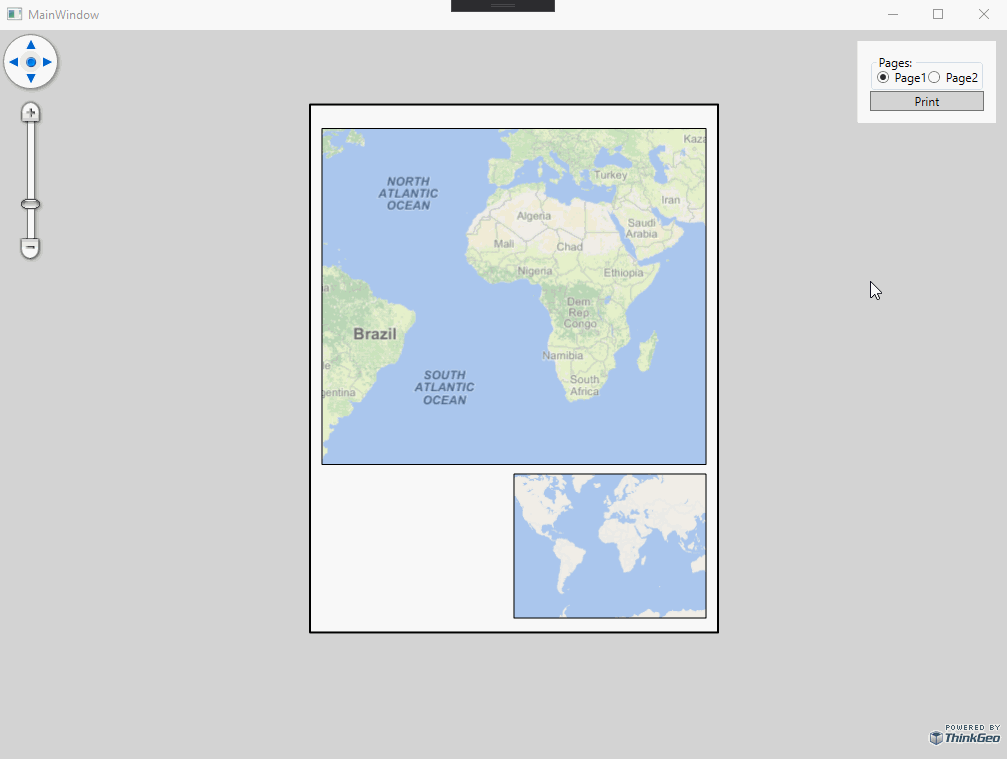 MainWindow
Pages:
Page1 Page2
Print
Kaza
NORTH
ATLANTIC
OCEAN
Turkey
Iran
Algeria
Saudi
Arabia
Mali
Chad
Nigeria
Ethiopia
a
Dem.
Rep
Congo
Brazil
Namibia
le
SOUTH
ATLANTIC
OCEAN
South
Africa
gentina
POWERED BY
ThinkGeo